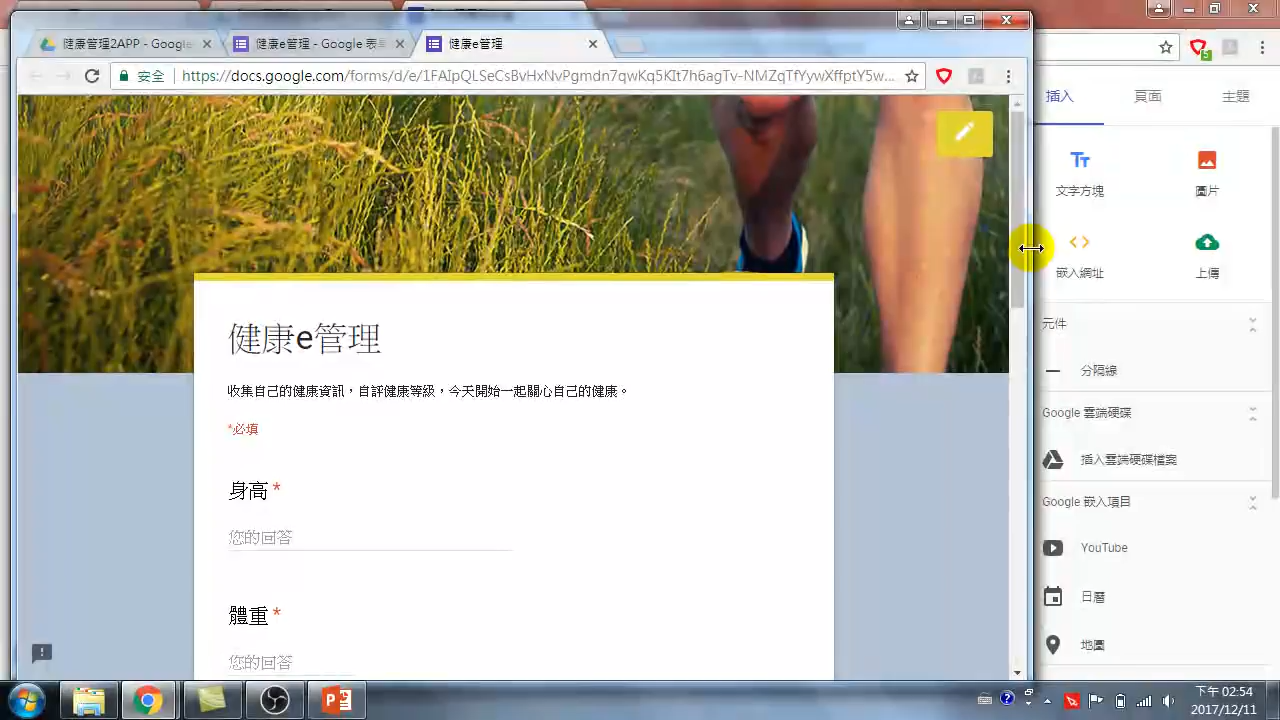 健康管理2APP - Google
健康e管理 - Google 表單
健康e管理
安全
https://docs.google.com/forms/d/e/1FAIpQLSeCsBvHxNvPgmdn7qwKq5KIt7h6agTv-NMZqTfYywXffptY5w...
5
插入
頁面
主題
文字方塊
圖片
嵌入網址
上傳
健康e管理
收集自己的健康資訊，自評健康等級，今天開始一起關心自己的健康。
*必填
身高 *
您的回答
體重 *
您的回答
元件
分隔線
Google 雲端硬碟
插入雲端硬碟檔案
Google 嵌入項目
YouTube
日曆
地圖
下午 02:54
2017/12/11